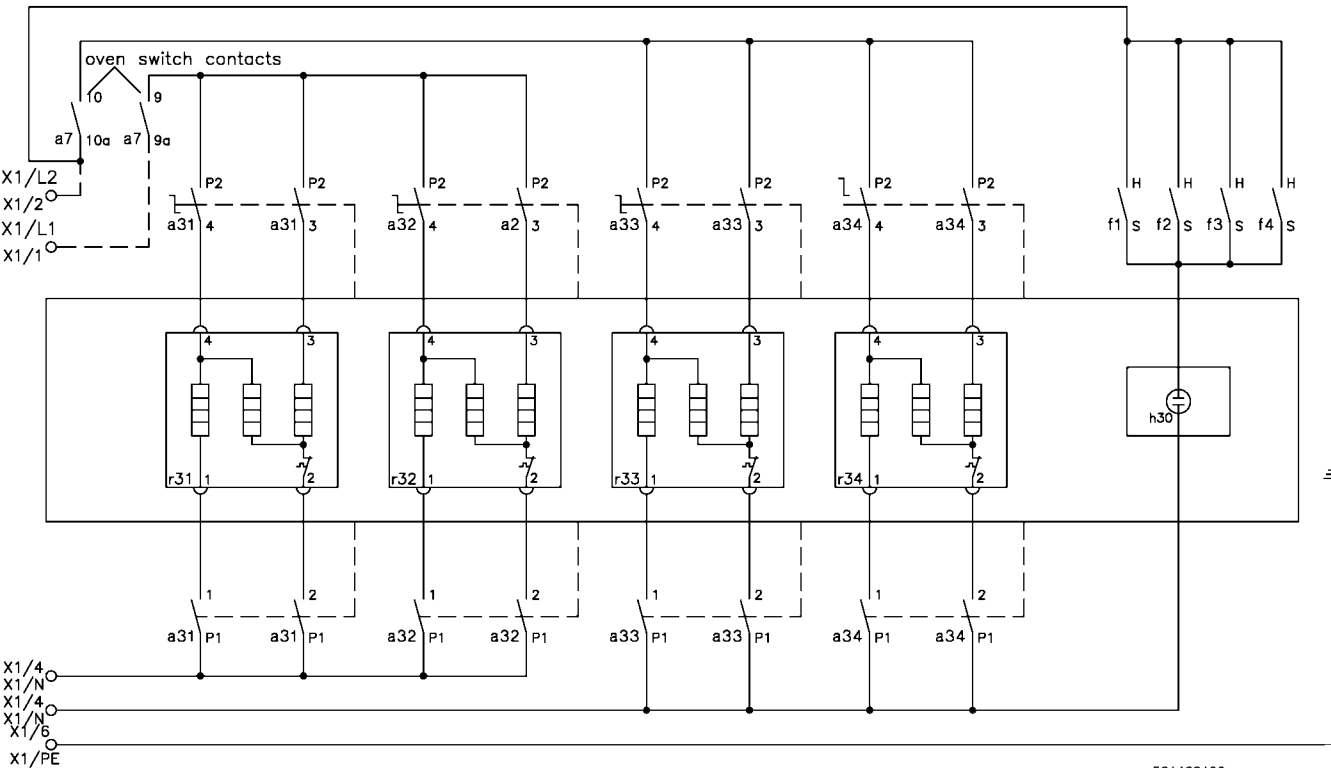 oven switch contacts
10 9
a7 10a a7 9a
X1/L2
X1/2
X1/L1
X1/1
P2 P2 P2 P2 P2 P2 P2 P2 H H H H
a31 4 a31 3 a32 4 a2 3 a33 4 a33 3 a34 4 a34 3 f1 S f2 S f3 S f4 S
4 3 4 3 4 3 4 3
h30
r31 1 2 r32 1 2 r33 1 2 r34 1 2
1 2 1 2 1 2 1 2
a31 P1 a31 P1 a32 P1 a32 P1 a33 P1 a33 P1 a34 P1 a34 P1
X1/4
X1/N
X1/4
X1/N
X1/6
X1/PE